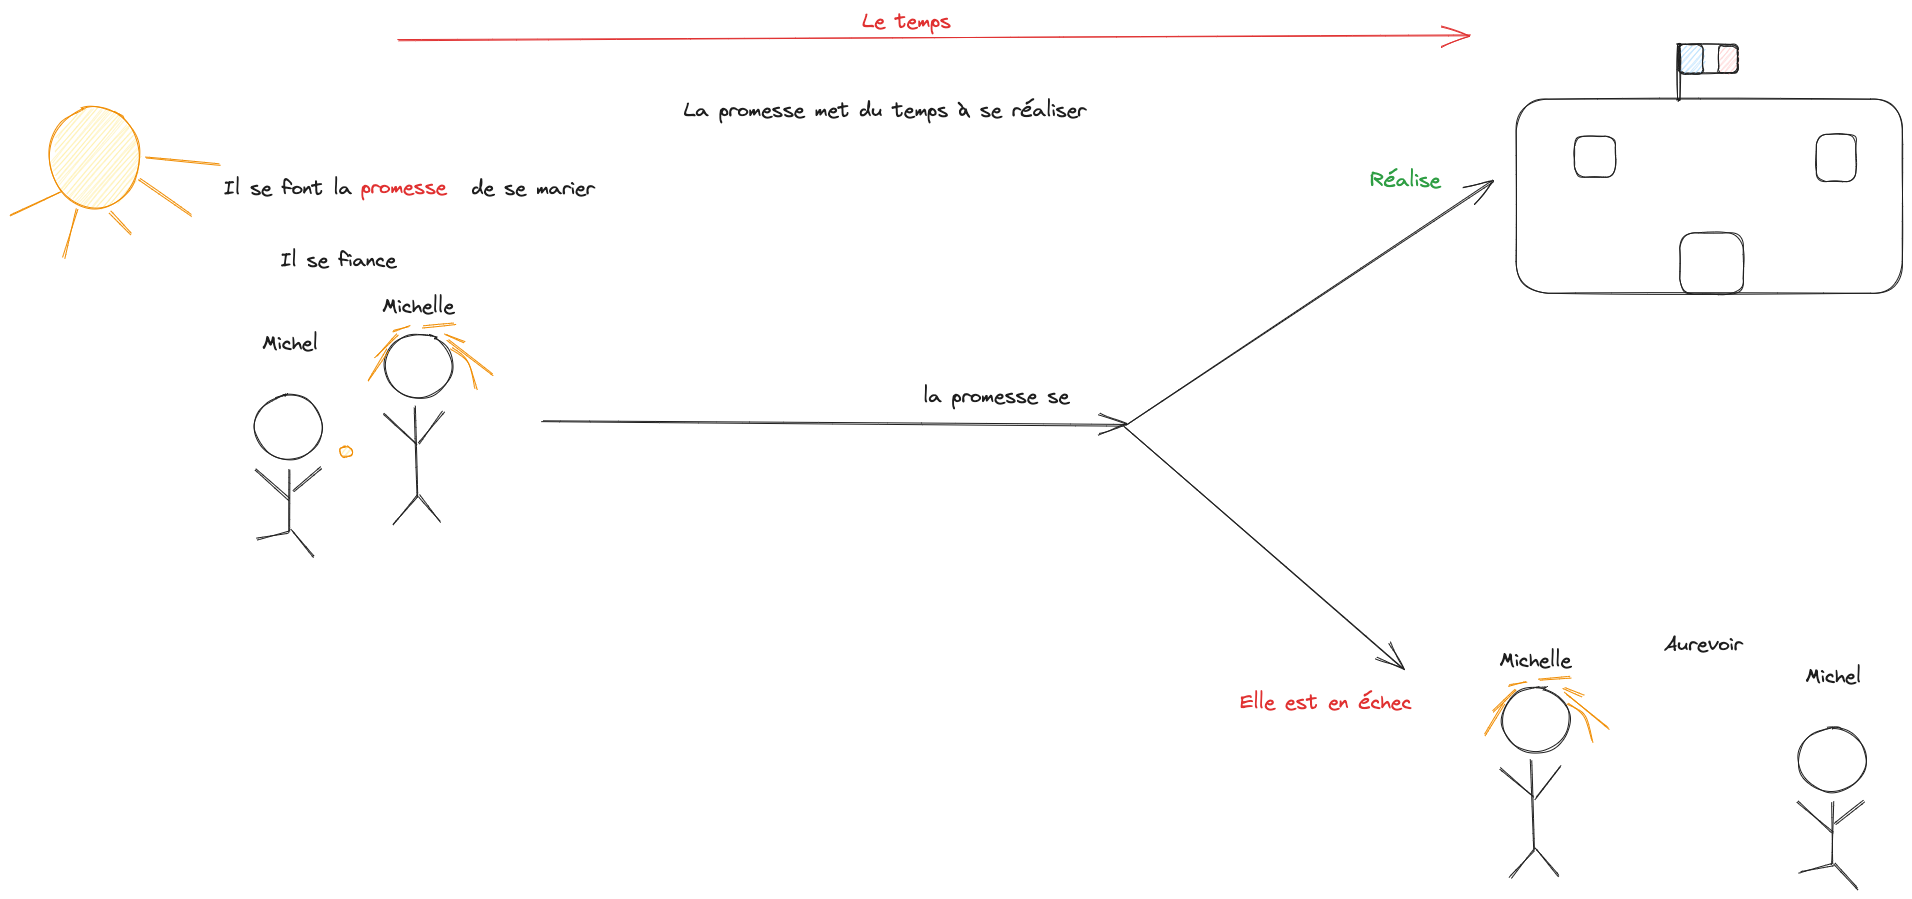 Le temps
La promesse met du temps à se réaliser
Il se font la promesse de se marier
Il se fiance
Michelle
Michel
la promesse se
Réalise
Elle est en échec
Michelle
Aurevoir
Michel